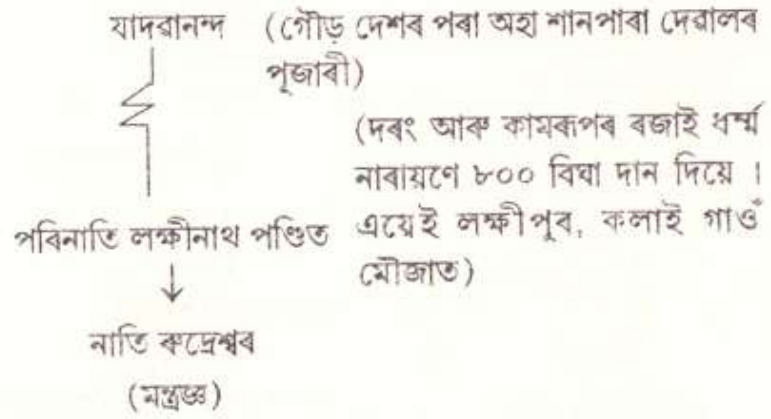 যাদৱানন্দ (গৌড় দেশৰ পৰা অহা শানপাৰা দেৱালৰ
পূজাৰী)
(দৰং আৰু কামৰূপৰ ৰজাই ধৰ্ম্ম
নাৰায়ণে ৮০০ বিঘা দান দিয়ে ।
পৰিনাতি লক্ষীনাথ পণ্ডিত এয়েই লক্ষীপুৰ, কলাই গাওঁ
মৌজাত)
নাতি ৰুদ্ৰেশ্বৰ
(মন্ত্ৰজ্ঞ)